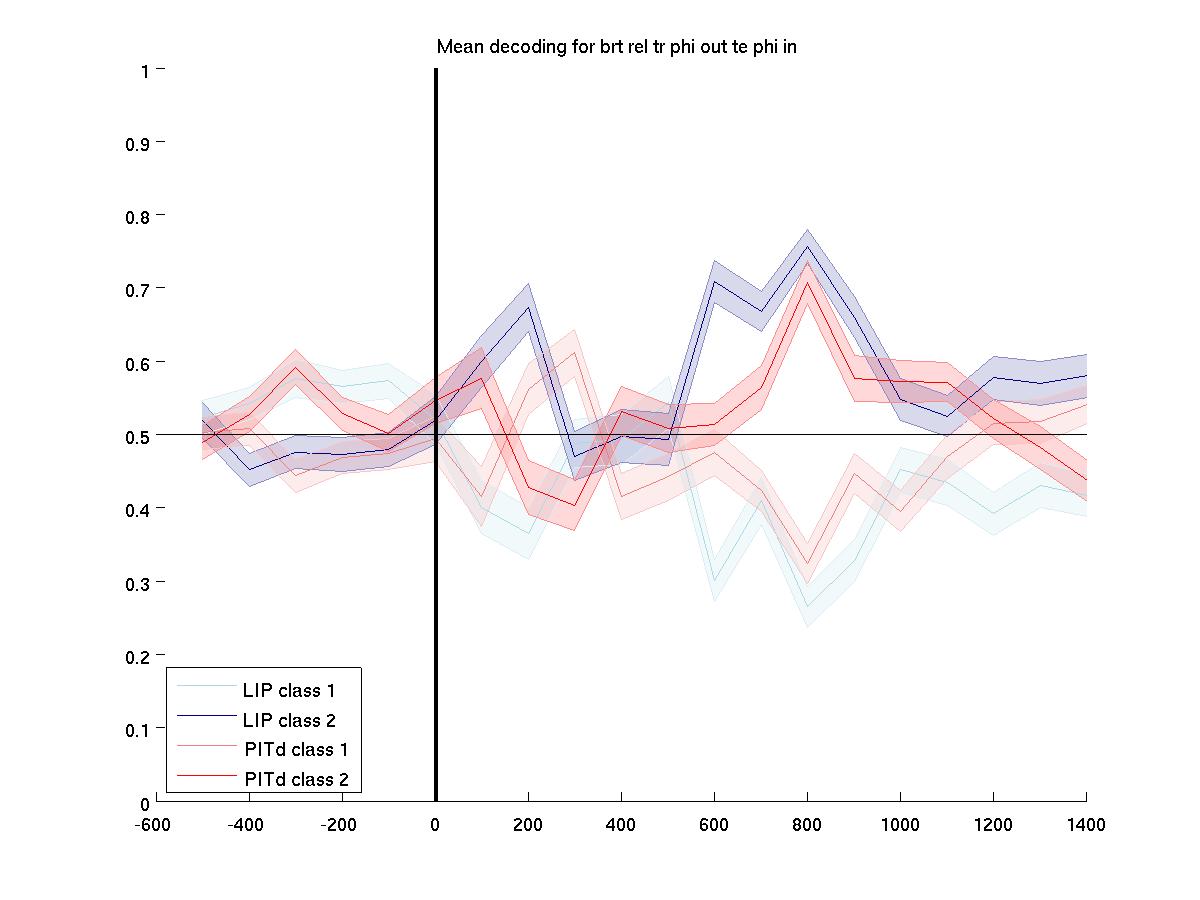 Mean decoding for brt rel tr phi out te phi in
1
0.9
0.8
0.7
0.6
0.5
0.4
0.3
0.2
0.1
0
LIP class 1
LIP class 2
PITd class 1
PITd class 2
-600 -400 -200 0 200 400 600 800 1000 1200 1400